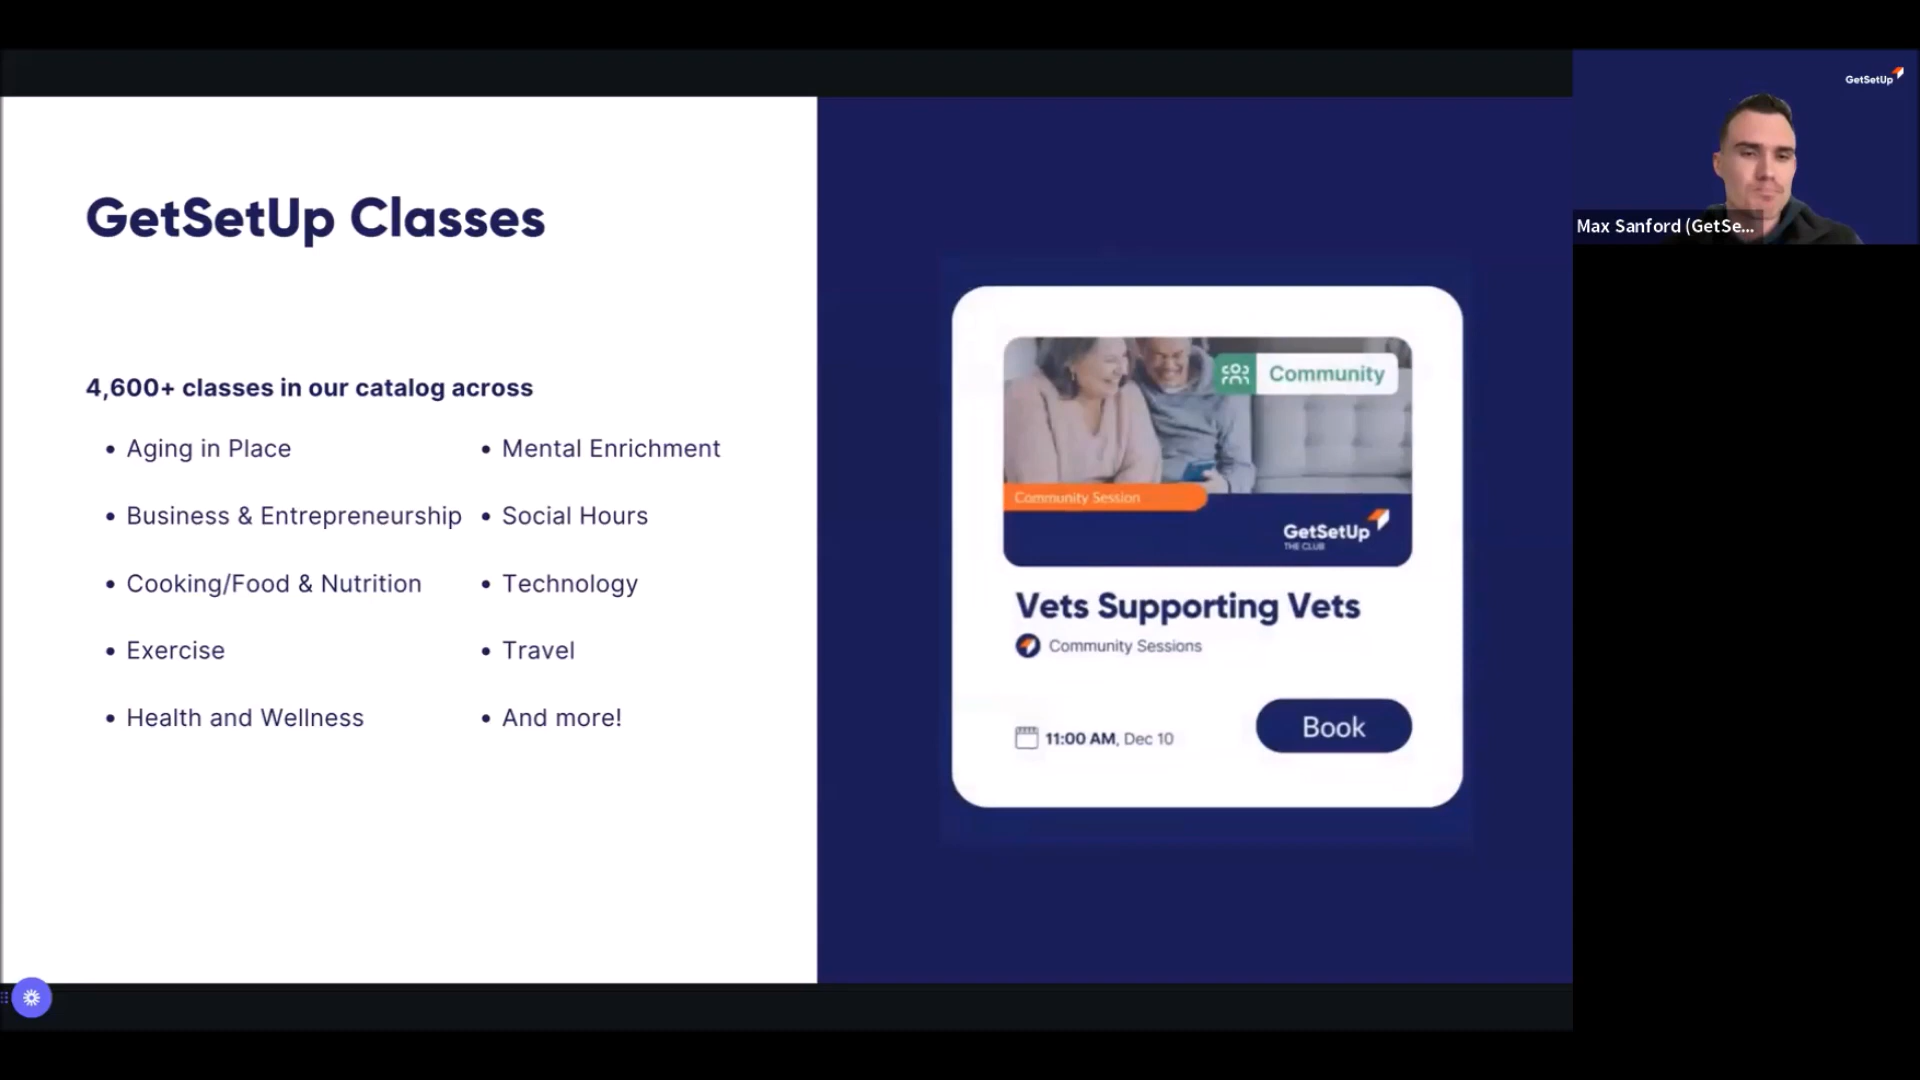 GetSetUp Classes
4,600+ classes in our catalog across
• Aging in Place
• Business & Entrepreneurship
• Cooking/Food & Nutrition
• Exercise
• Health and Wellness
• Mental Enrichment
• Social Hours
• Technology
• Travel
• And more!
Community
Community Session
GetSetUp
THE CLUB
Vets Supporting Vets
Community Sessions
11:00 AM, Dec 10
Book
GetSetUp
Max Sanford (GetSe...